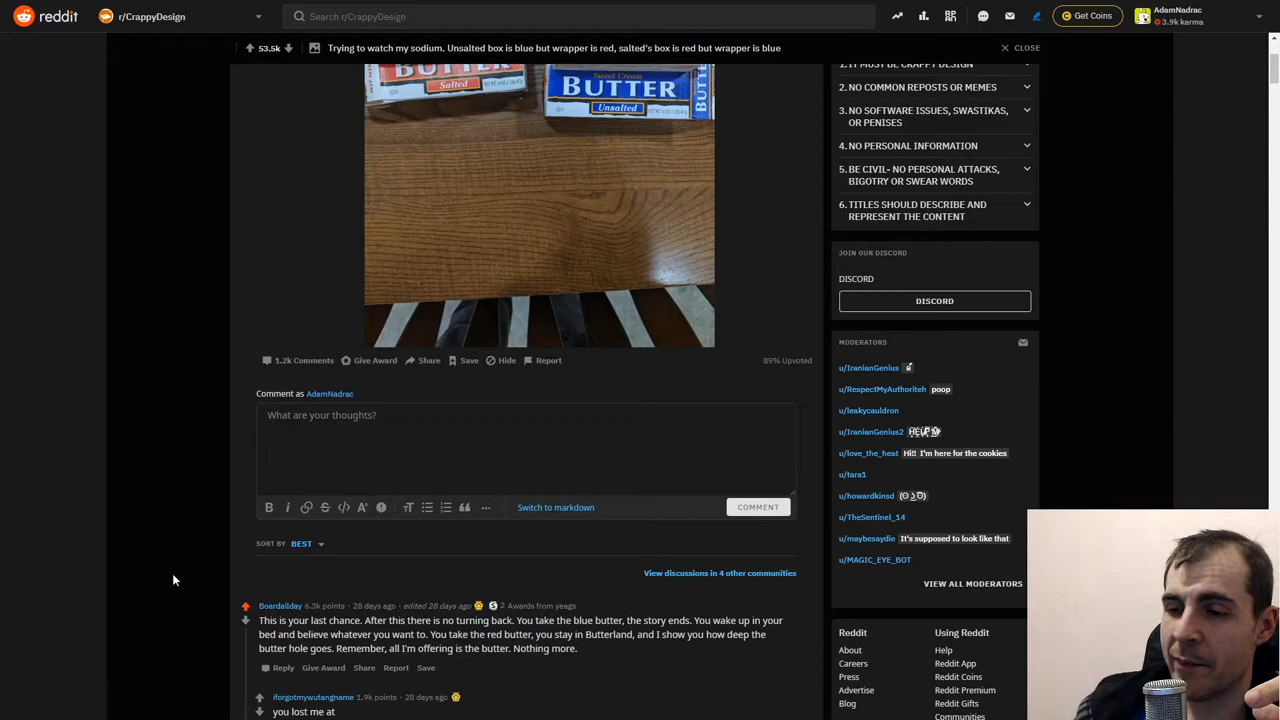 reddit
r/CrappyDesign
Search r/CrappyDesign
Get Coins
AdamNadrac
3.9k karma
53.5k
Trying to watch my sodium. Unsalted box is blue but wrapper is red, salted's box is red but wrapper is blue
CLOSE
BUTTER
Salted
Sweet Cream
BUTTER
Unsalted
BUTT
1. IT MUST BE CRAPPY DESIGN
2. NO COMMON REPOSTS OR MEMES
3. NO SOFTWARE ISSUES, SWASTIKAS,
OR PENISES
4. NO PERSONAL INFORMATION
5. BE CIVIL- NO PERSONAL ATTACKS,
BIGOTRY OR SWEAR WORDS
6. TITLES SHOULD DESCRIBE AND
REPRESENT THE CONTENT
JOIN OUR DISCORD
DISCORD
DISCORD
MODERATORS
u/IranianGenius
u/RespectMyAuthoriteh poop
u/leakycauldron
u/IranianGenius2
u/love_the_heat Hi!! I'm here for the cookies
u/tara1
u/howardkinsd
u/TheSentinel_14
u/maybesaydie It's supposed to look like that
u/MAGIC_EYE_BOT
VIEW ALL MODERATORS
1.2k Comments
Give Award
Share
Save
Hide
Report
89% Upvoted
Comment as AdamNadrac
What are your thoughts?
Switch to markdown
COMMENT
SORT BY BEST
View discussions in 4 other communities
Boardallday 6.3k points · 28 days ago · edited 28 days ago S 2 Awards from yeags
This is your last chance. After this there is no turning back. You take the blue butter, the story ends. You wake up in your
bed and believe whatever you want to. You take the red butter, you stay in Butterland, and I show you how deep the
butter hole goes. Remember, all I'm offering is the butter. Nothing more.
Reply Give Award Share Report Save
iforgotmywutangname 1.9k points · 28 days ago
you lost me at
Reddit
About
Careers
Press
Advertise
Blog
Using Reddit
Help
Reddit App
Reddit Coins
Reddit Premium
Reddit Gifts
Communities